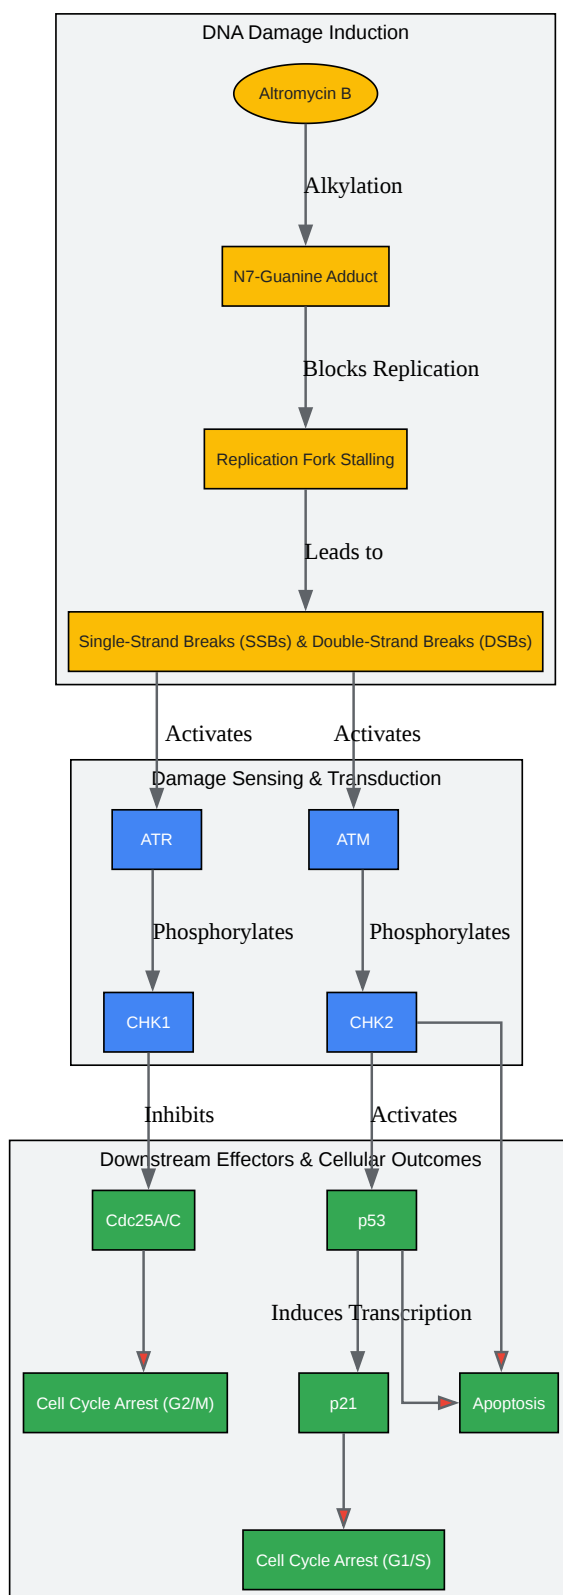 DNA Damage Induction
Altromycin B
Alkylation
N7-Guanine Adduct
Blocks Replication
Replication Fork Stalling
Leads to
Single-Strand Breaks (SSBs) & Double-Strand Breaks (DSBs)
Activates
Activates
Damage Sensing & Transduction
ATR
ATM
Phosphorylates
Phosphorylates
CHK1
CHK2
Inhibits
Activates
Downstream Effectors & Cellular Outcomes
Cdc25A/C
p53
Induces Transcription
Cell Cycle Arrest (G2/M)
p21
Apoptosis
Cell Cycle Arrest (G1/S)